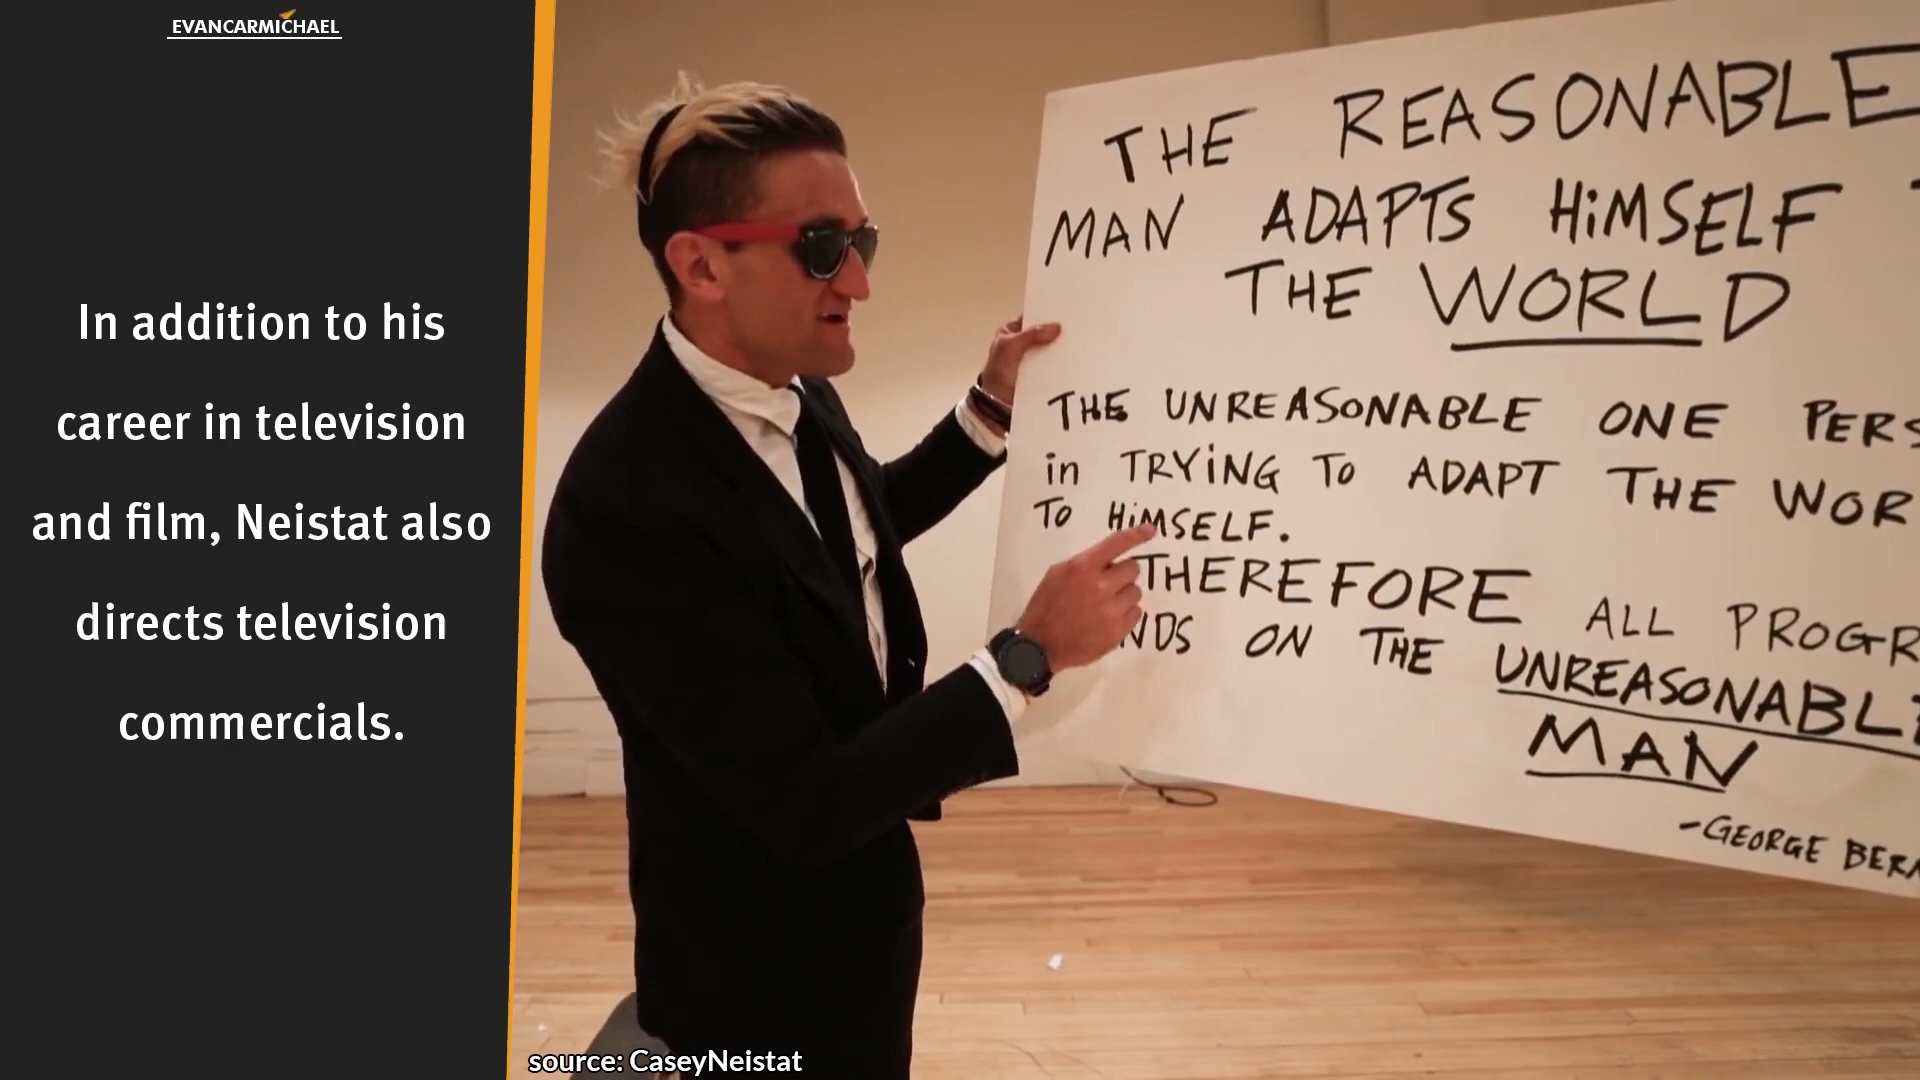 EVANCARMICHAEL
In addition to his
career in television
and film, Neistat also
directs television
commercials.
THE REASONABLE
MAN ADAPTS HiMSELF
THE WORLD
THE UNREASONABLE ONE
in TRYiNG TO ADAPT THE
TO HiMSELF.
THEREFORE ALL
ON THE UNREASONABLE
MAN
-GEORGE
source: CaseyNeistat